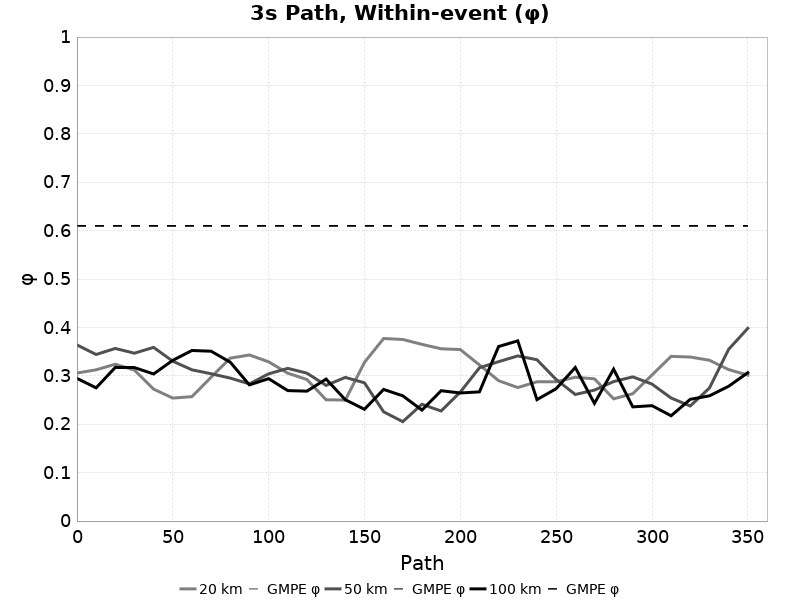 3s Path, Within-event (φ)
1
0.9
0.8
0.7
0.6
0.5
0.4
0.3
0.2
0.1
0
φ
0 50 100 150 200 250 300 350
Path
20 km GMPE φ 50 km GMPE φ 100 km GMPE φ